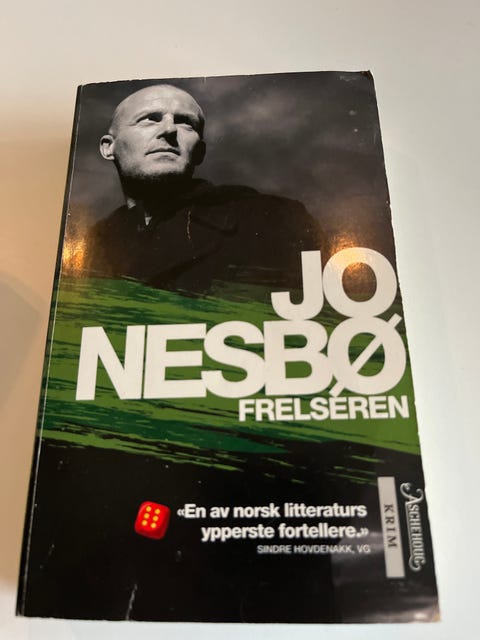 JO
NESBØ
FRELSEREN
«En av norsk litteraturs
ypperste fortellere.»
SINDRE HOVDENAKK, VG
KRIM
ASCHEHOUG